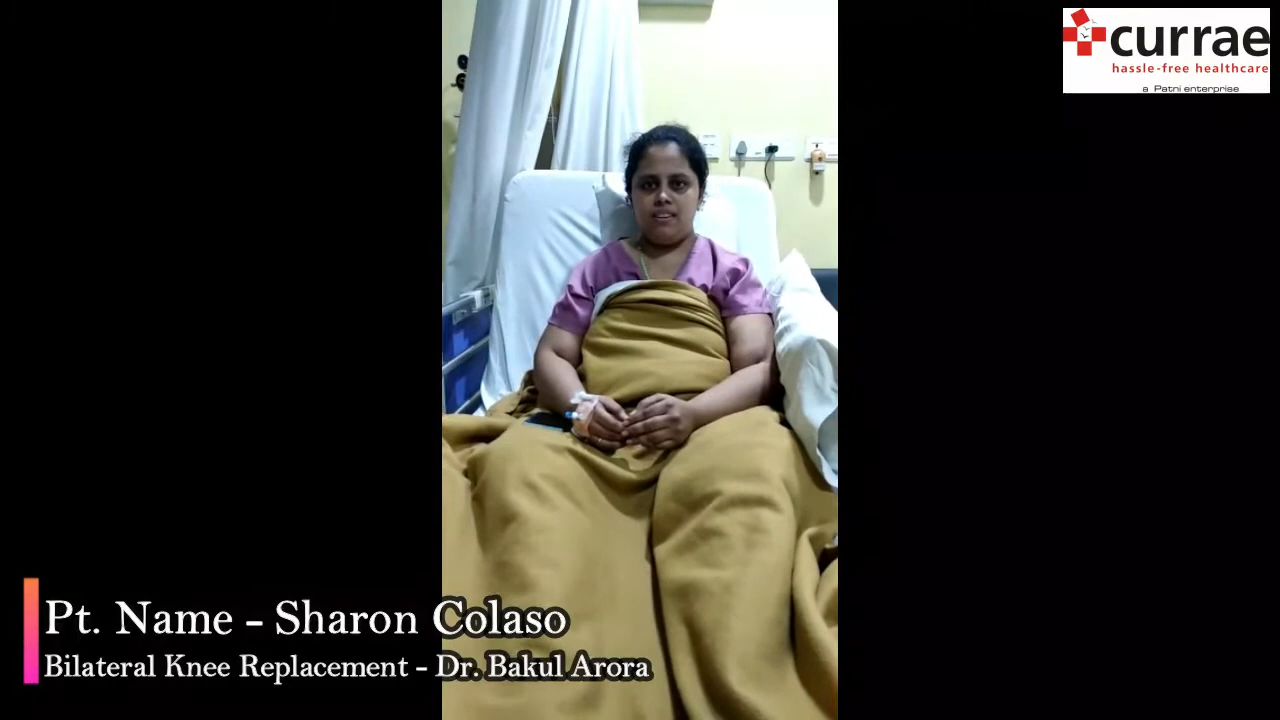 currae
hassle-free healthcare
a Patni enterprise
Pt. Name - Sharon Colaso
Bilateral Knee Replacement - Dr. Bakul Arora